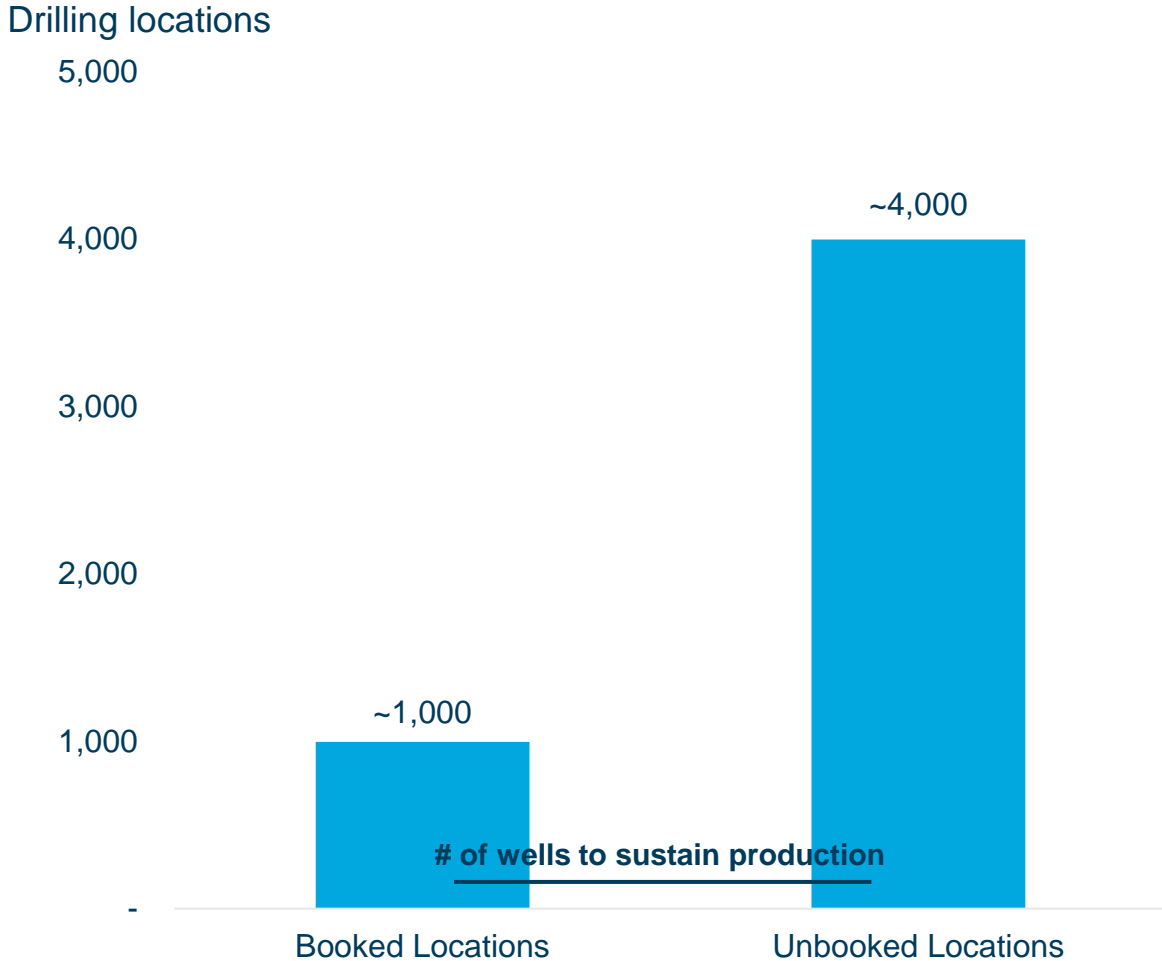 Drilling locations
5,000
~4,000
4,000
3,000
2,000
~1,000
1,000
# of wells to sustain production
-
Booked Locations Unbooked Locations